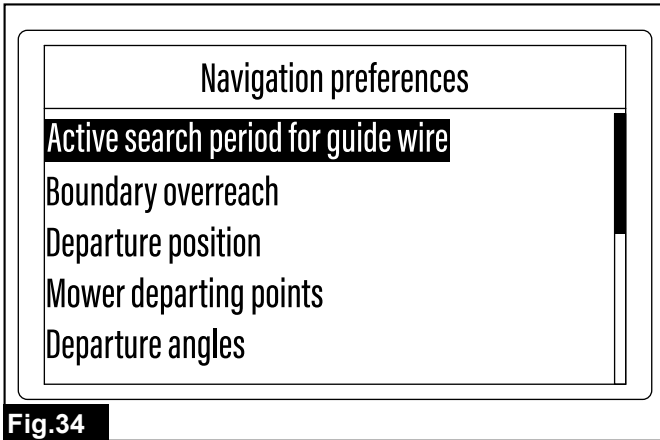 Navigation preferences
Active search period for guide wire
Boundary overreach
Departure position
Mower departing points
Departure angles
Fig.34